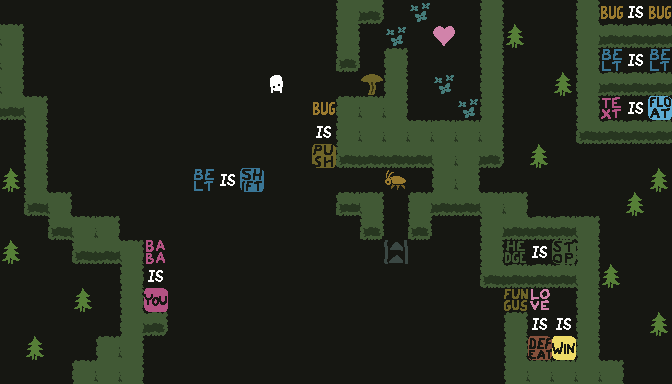 BUG IS BUG
BELT IS BELT
TEXT IS FLOAT
BUG
IS
PUSH
BELT IS SHIFT
BABA
IS
YOU
HEDGE IS STOP
FUNGUS LOVE
IS IS
DEFEAT WIN